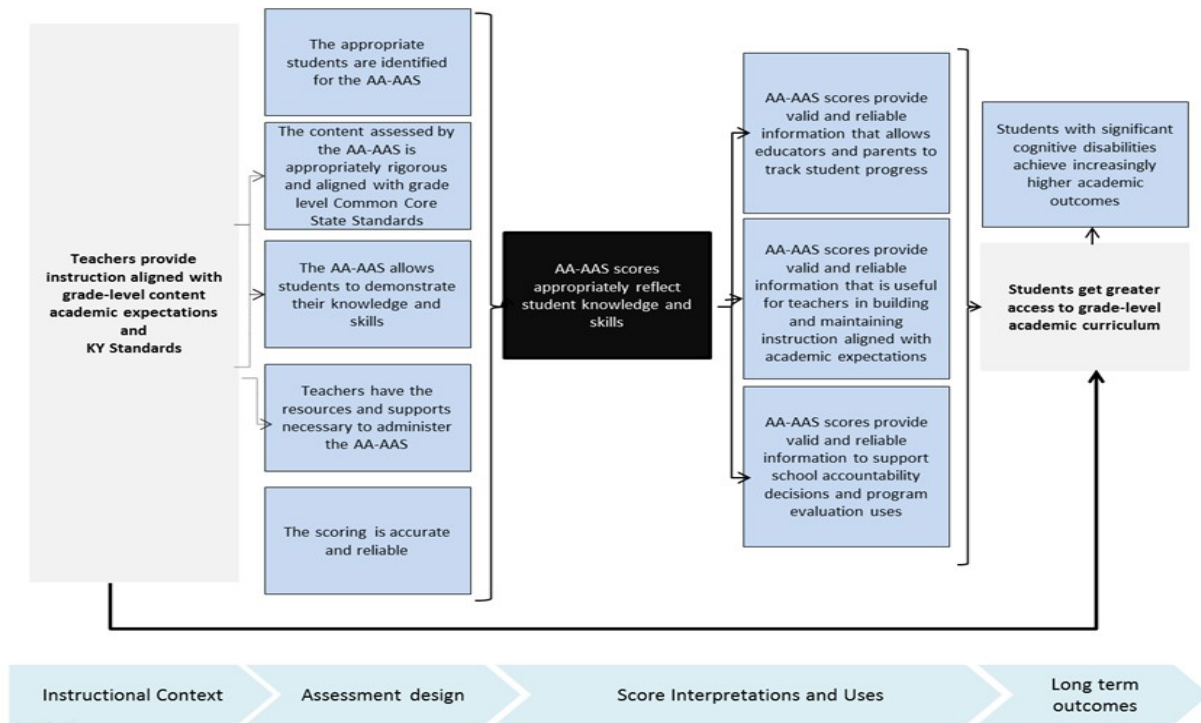 Teachers provide
instruction aligned with
grade-level content
academic expectations
and
KY Standards
The appropriate
students are identified
for the AA-AAS
The content assessed by
the AA-AAS is
appropriately rigorous
and aligned with grade
level Common Core
State Standards
The AA-AAS allows
students to demonstrate
their knowledge and
skills
Teachers have the
resources and supports
necessary to administer
the AA-AAS
The scoring is accurate
and reliable
AA-AAS scores
appropriately reflect
student knowledge and
skills
AA-AAS scores provide
valid and reliable
information that allows
educators and parents to
track student progress
AA-AAS scores provide
valid and reliable
information that is useful
for teachers in building
and maintaining
instruction aligned with
academic expectations
AA-AAS scores provide
valid and reliable
information to support
school accountability
decisions and program
evaluation uses
Students with significant
cognitive disabilities
achieve increasingly
higher academic
outcomes
Students get greater
access to grade-level
academic curriculum
Instructional Context
Assessment design
Score Interpretations and Uses
Long term
outcomes